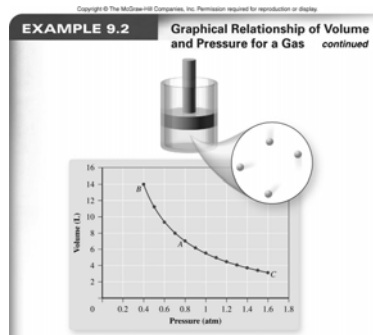 Copyright © The McGraw-Hill Companies, Inc. Permission required for reproduction or display.
EXAMPLE 9.2
Graphical Relationship of Volume
and Pressure for a Gas continued
16
14
12
10
8
6
4
2
0
B
A
C
Volume (L)
0.2 0.4 0.6 0.8 1 1.2 1.4 1.6 1.8
Pressure (atm)